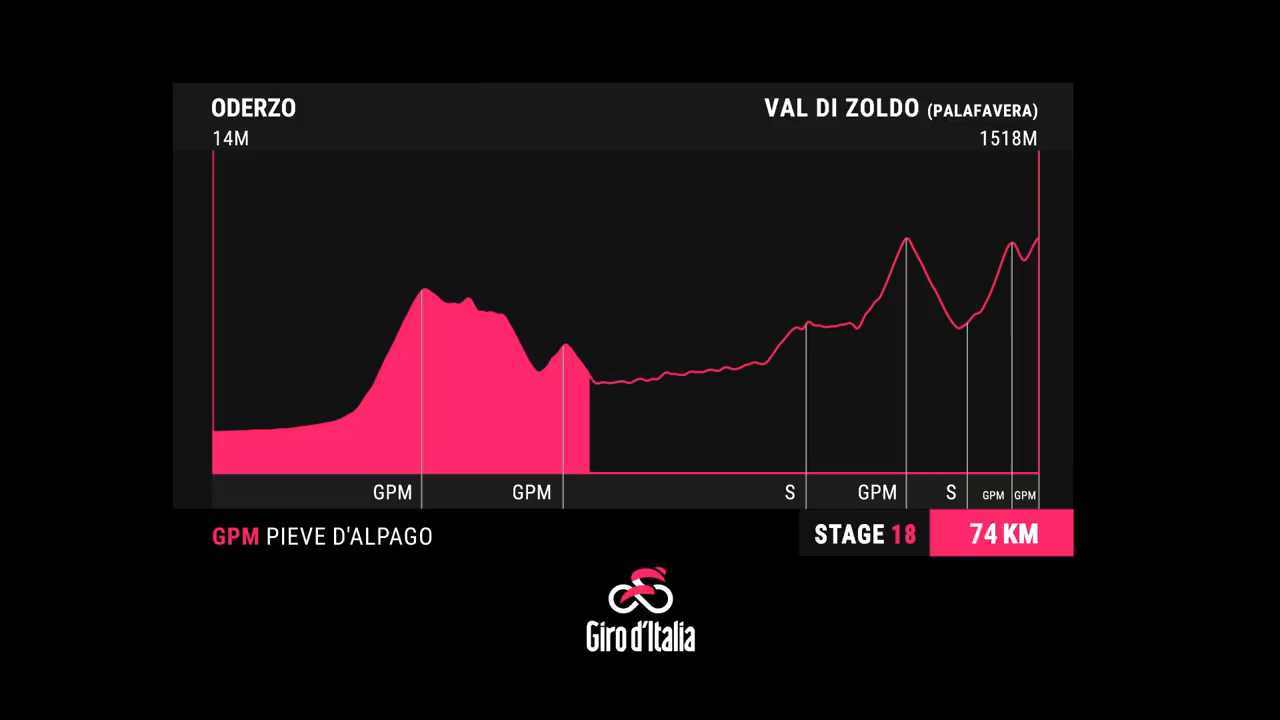 ODERZO
VAL DI ZOLDO (PALAFAVERA)
14M
1518M
GPM
GPM
S
GPM
S
GPM
GPM
GPM PIEVE D'ALPAGO
STAGE 18
74 KM
Giro d'Italia